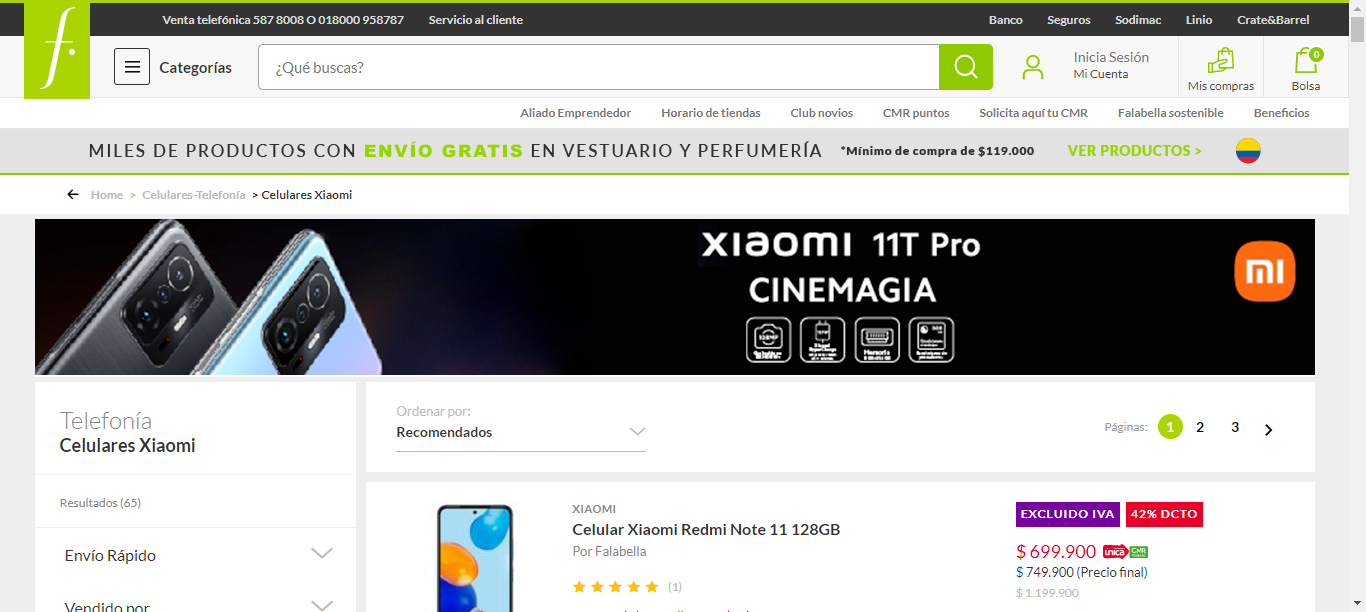 f.
Venta telefónica 587 8008 O 018000 958787 Servicio al cliente Banco Seguros Sodimac Linio Crate&Barrel
Categorías ¿Qué buscas? Inicia Sesión
Mi Cuenta
Mis compras
0
Bolsa
Aliado Emprendedor Horario de tiendas Club novios CMR puntos Solicita aquí tu CMR Falabella sostenible Beneficios
MILES DE PRODUCTOS CON ENVÍO GRATIS EN VESTUARIO Y PERFUMERÍA *Mínimo de compra de $119.000 VER PRODUCTOS >
Home > Celulares-Telefonía > Celulares Xiaomi
xiaomi 11T Pro
CINEMAGIA
108MP
Memoria
mi
Telefonía
Celulares Xiaomi
Resultados (65)
Envío Rápido
Vendido por
Ordenar por:
Recomendados
Páginas: 1 2 3
XIAOMI
Celular Xiaomi Redmi Note 11 128GB
Por Falabella
(1)
EXCLUIDO IVA 42% DCTO
$ 699.900 única CMR
$ 749.900 (Precio final)
$ 1.199.900